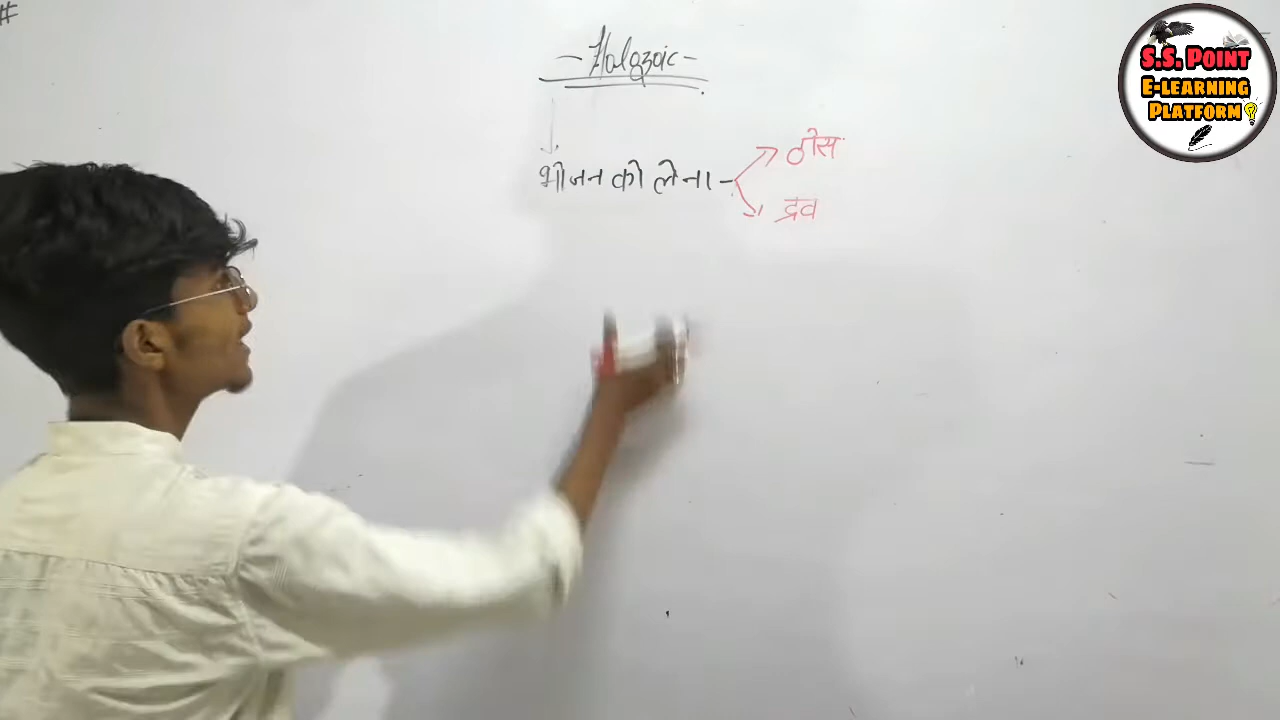 #
- Holozoic -
भोजन को लेना -
ठोस
द्रव
S.S. POINT
E-LEARNING
PLATFORM